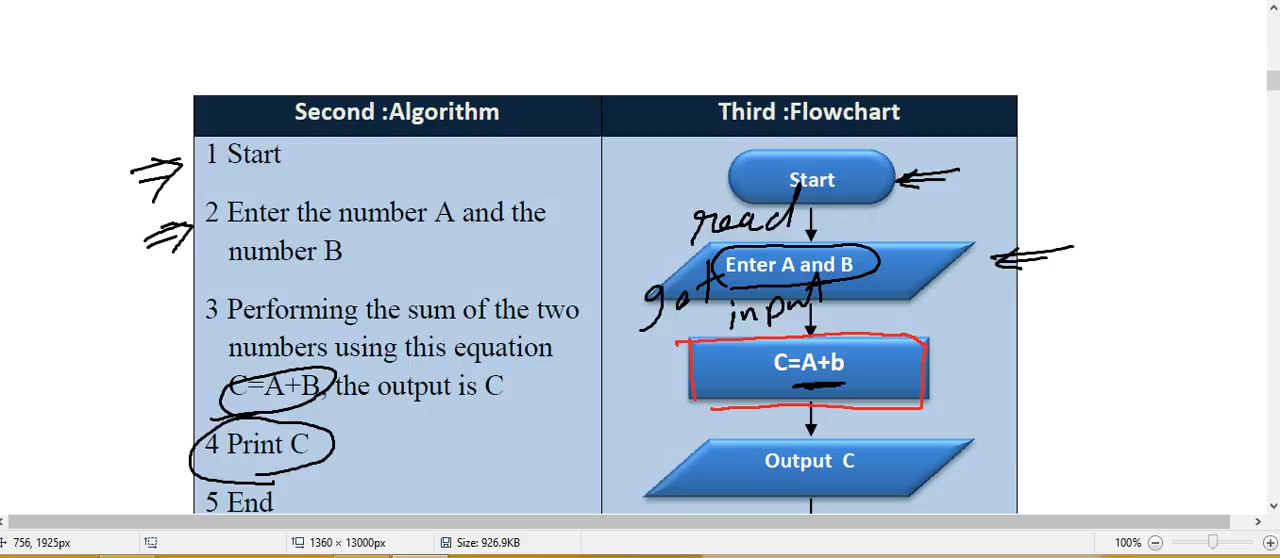 Second :Algorithm
Third :Flowchart
1 Start
2 Enter the number A and the
number B
3 Performing the sum of the two
numbers using this equation
C=A+B, the output is C
4 Print C
5 End
Start
read
Enter A and B
get
input
C=A+b
Output C
756, 1925px
1360 × 13000px
Size: 926.9KB
100%